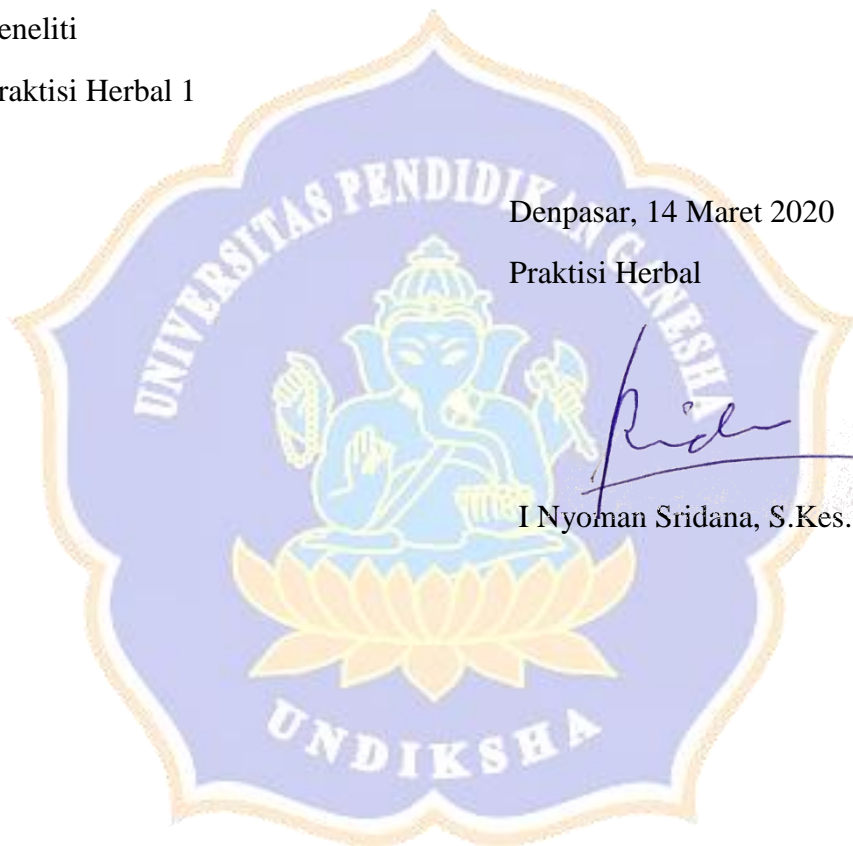 eneliti
raktisi Herbal 1
UNIVERSITAS PENDIDIKAN GANESHA
Denpasar, 14 Maret 2020
Praktisi Herbal
I Nyoman Sridana, S.Kes.
UNDIKSHA